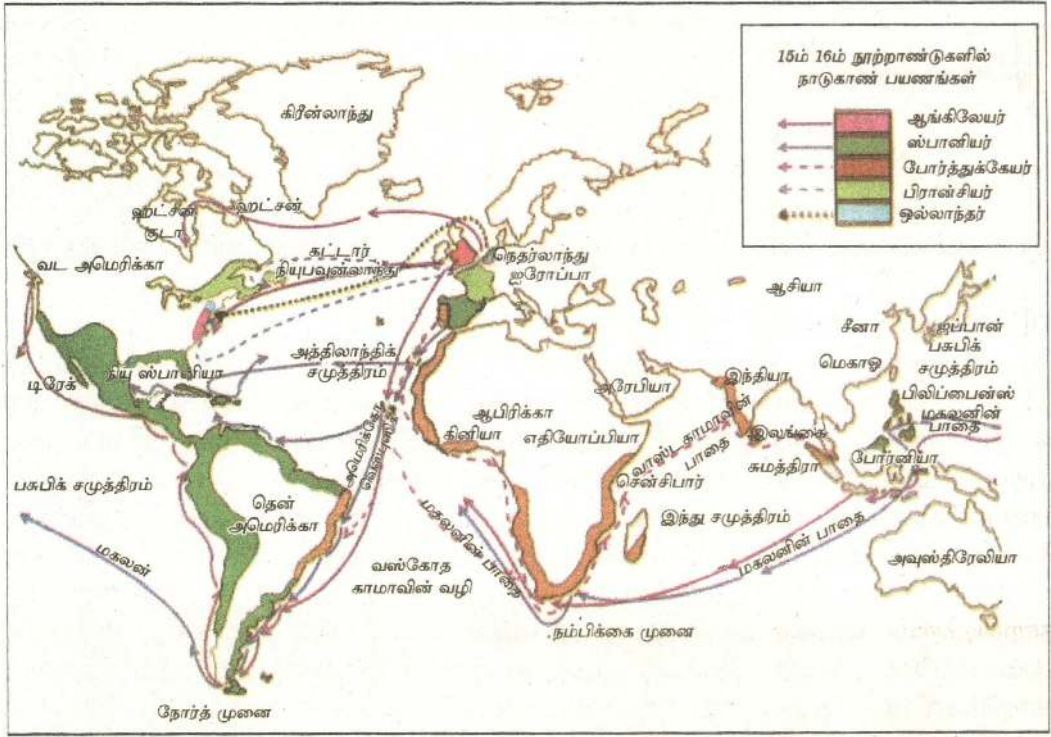 15ம் 16ம் நூற்றாண்டுகளில்
நாடுகாண் பயணங்கள்
ஆங்கிலேயர்
ஸ்பானியர்
போர்த்துக்கேயர்
பிரான்சியர்
ஒல்லாந்தர்
கிரீன்லாந்து
ஹட்சன்
குடா
ஹட்சன்
கட்டார்
நியுபவுன்லாந்து
நெதர்லாந்து
ஐரோப்பா
வட அமெரிக்கா
ஆசியா
சீனா
ஜப்பான்
பசுபிக்
சமுத்திரம்
மெகாஓ
டிரேக்
நியு ஸ்பானியா
அத்திலாந்திக்
சமுத்திரம்
அரேபியா
இந்தியா
பிலிப்பைன்ஸ்
மகலனின்
பாதை
ஆபிரிக்கா
கினியா
எதியோப்பியா
வாஸ்டகாமாவின்
பாதை
இலங்கை
சுமத்திரா
போர்னியா
சென்சிபார்
பசுபிக் சமுத்திரம்
தென்
அமெரிக்கா
இந்து சமுத்திரம்
மகலனின் பாதை
மகலனின் பாதை
அவுஸ்திரேலியா
மகலன்
வஸ்கோத
காமாவின் வழி
நம்பிக்கை முனை
நோர்த் முனை